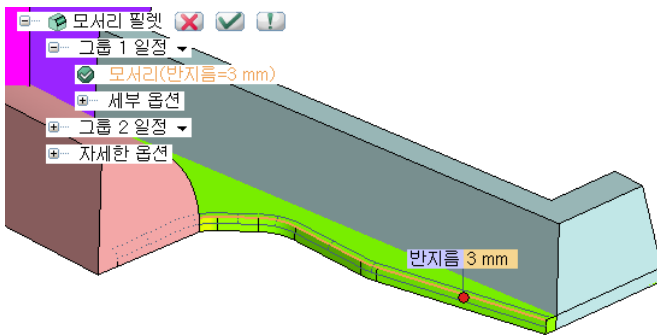 모서리 필렛
그룹 1 일정
모서리(반지름=3 mm)
세부 옵션
그룹 2 일정
자세한 옵션
반지름 3 mm